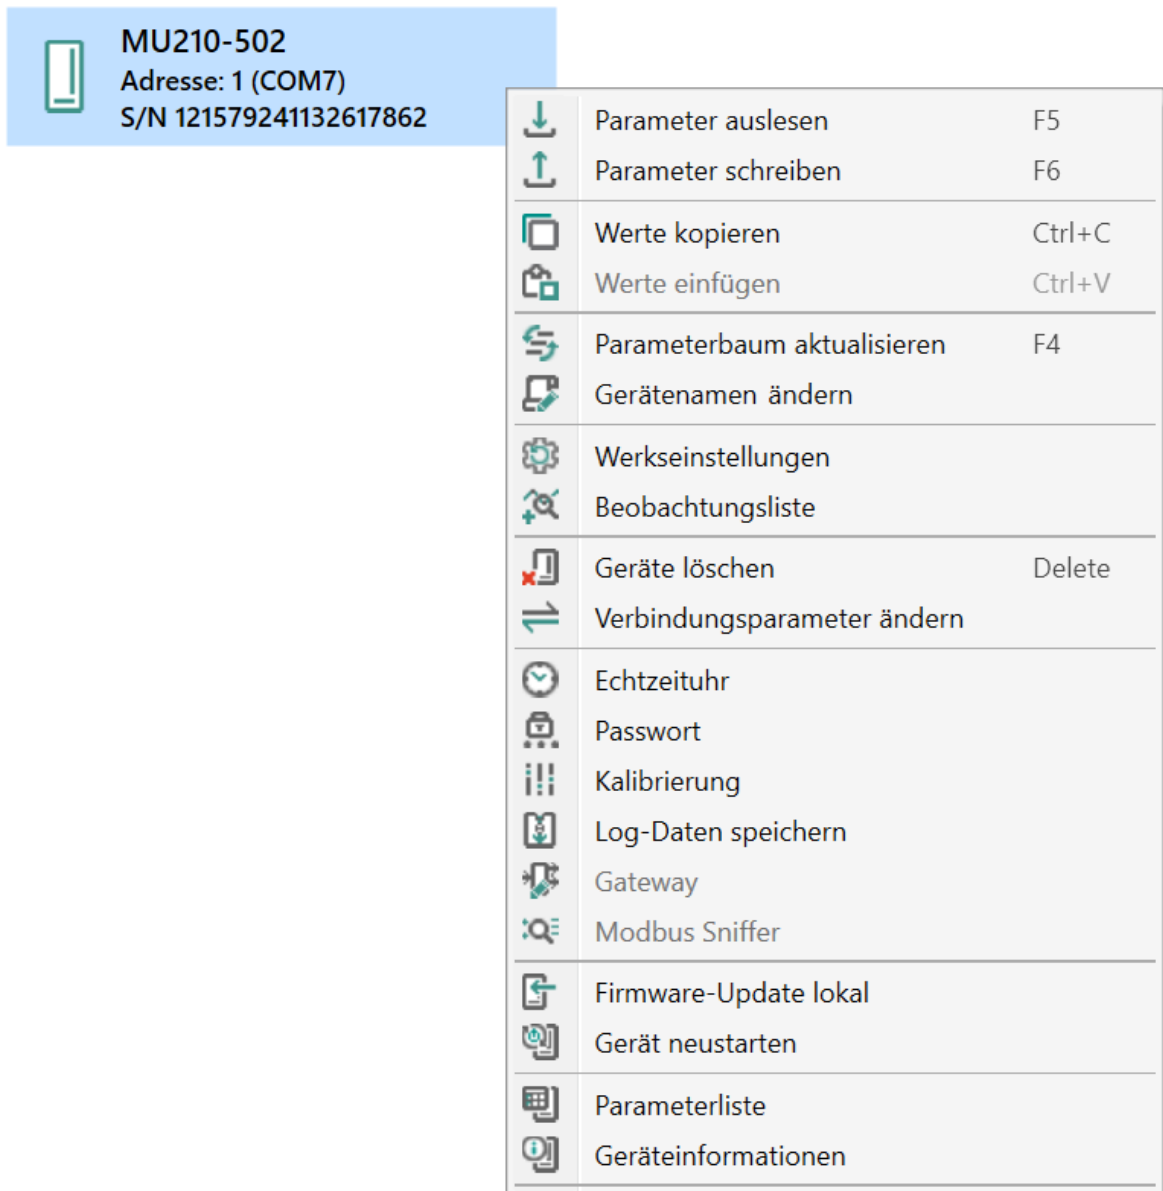 MU210-502
Adresse: 1 (COM7)
S/N 121579241132617862
Parameter auslesen F5
Parameter schreiben F6
Werte kopieren Ctrl+C
Werte einfügen Ctrl+V
Parameterbaum aktualisieren F4
Gerätenamen ändern
Werkseinstellungen
Beobachtungsliste
Geräte löschen Delete
Verbindungsparameter ändern
Echtzeituhr
Passwort
Kalibrierung
Log-Daten speichern
Gateway
Modbus Sniffer
Firmware-Update lokal
Gerät neustarten
Parameterliste
Geräteinformationen